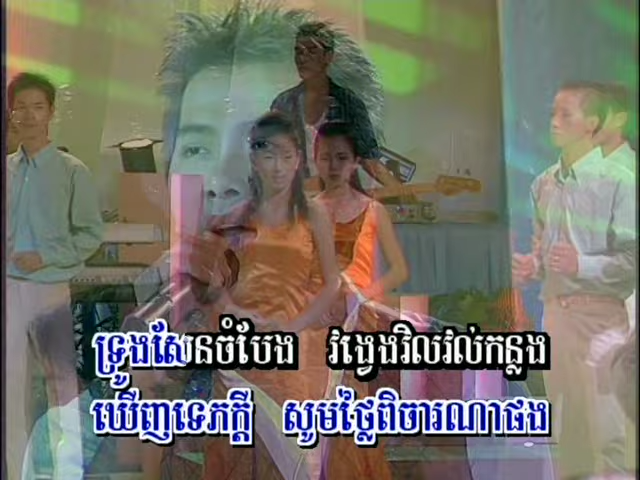 ទ្រូងសែនចំបែង វង្វេងវិលវល់កន្លង
ឃើញទេភក្ដី សូមថ្លៃពិចារណាផង